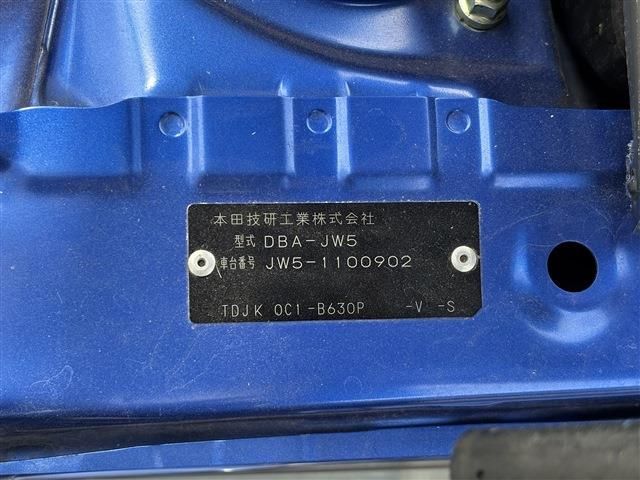 本田技研工業株式会社
型式 DBA-JW5
車台番号 JW5-1100902
TDJK 0C1-B630P -V -S